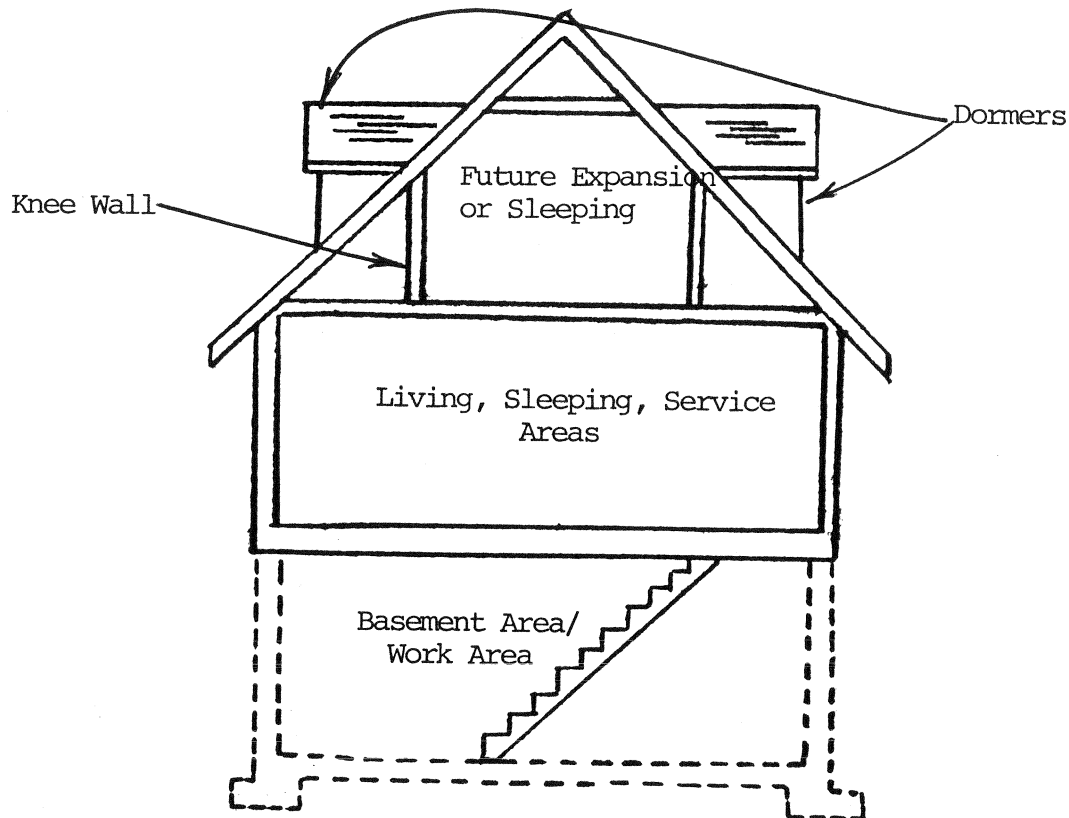 Dormers
Future Expansion
or Sleeping
Knee Wall
Living, Sleeping, Service
Areas
Basement Area/
Work Area